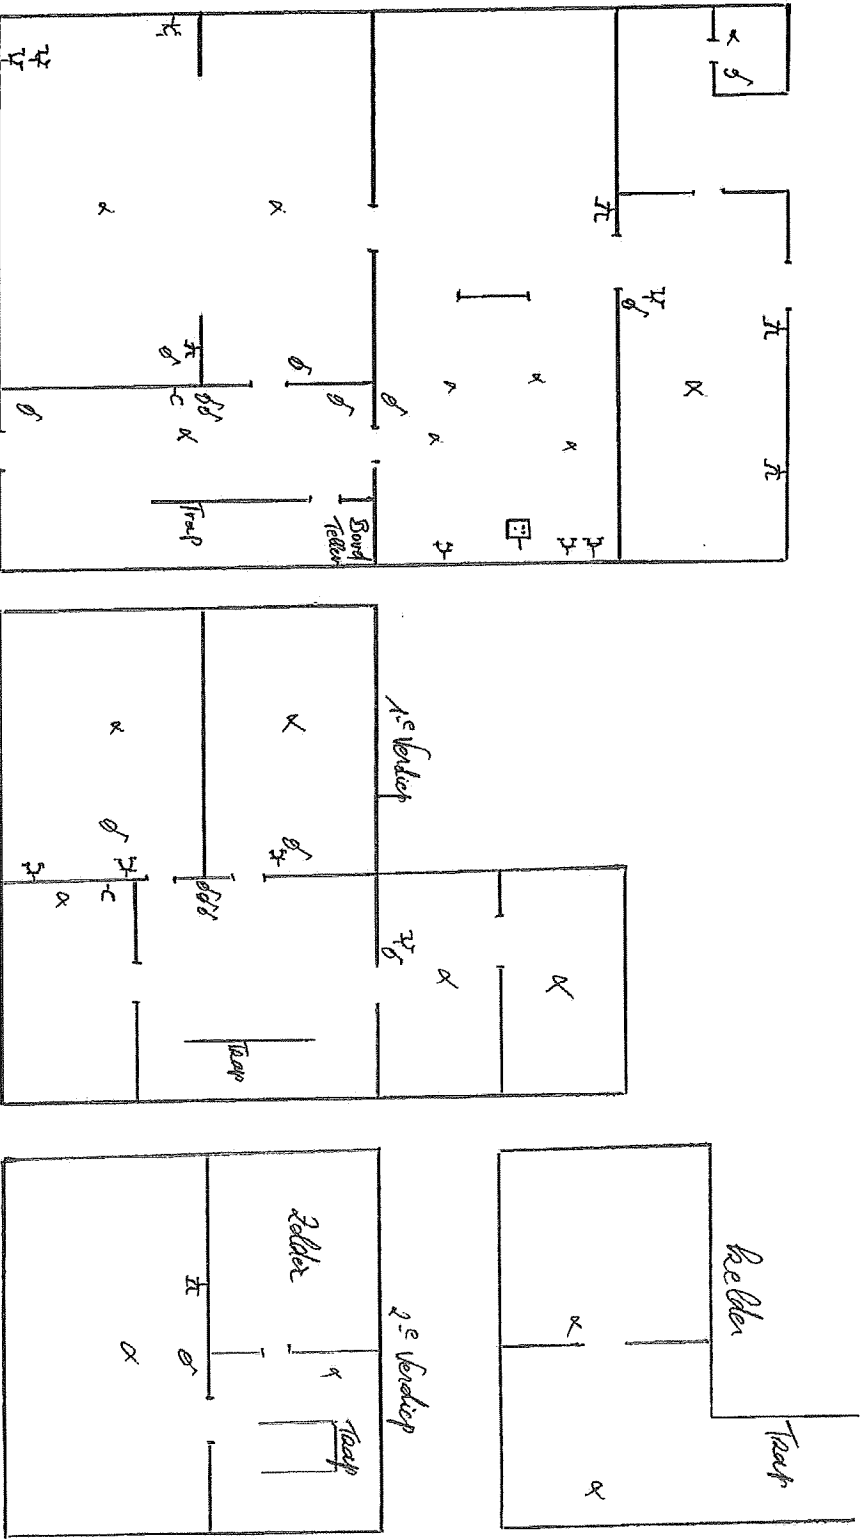 Trap
Bord
Teller
1e Verdiep
Trap
Zolder
2e Verdiep
Trap
Kelder
Trap